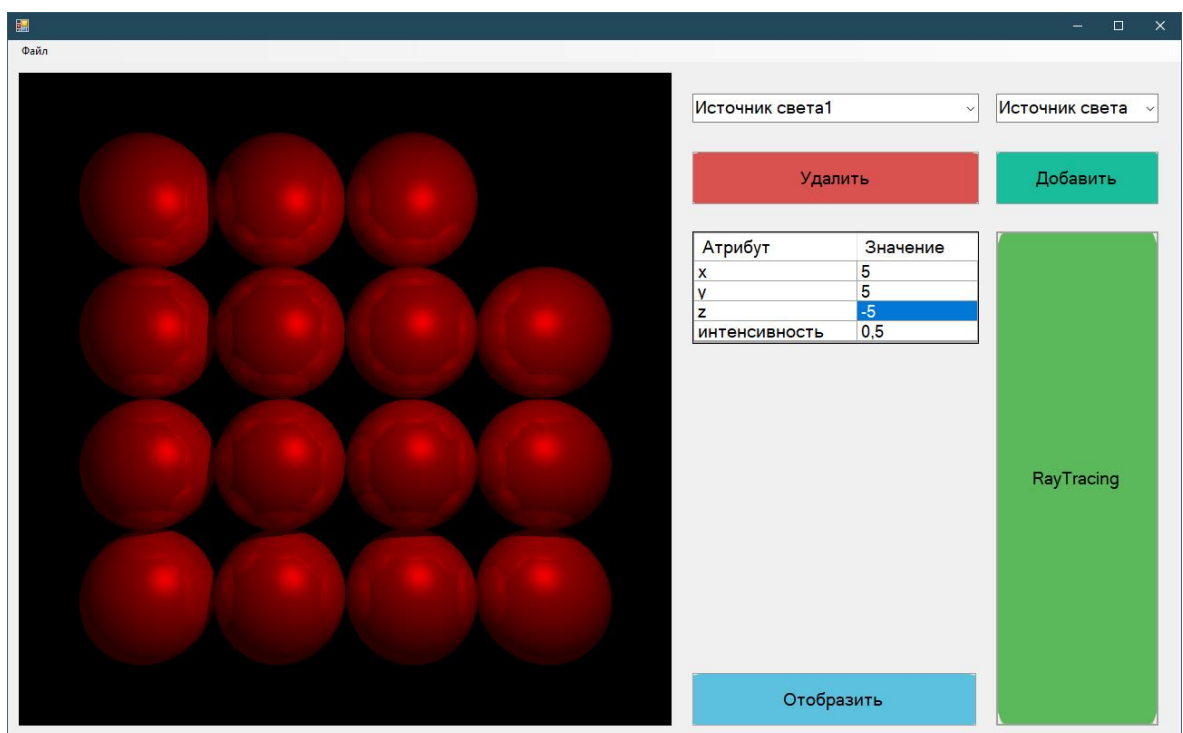 Файл
Источник света1
Источник света
Удалить
Добавить
Атрибут Значение
x 5
y 5
z -5
интенсивность 0,5
RayTracing
Отобразить